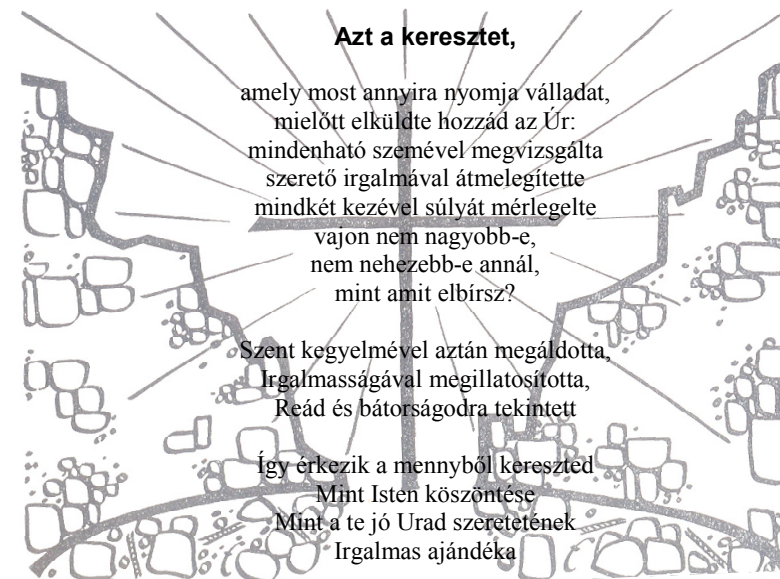 Azt a keresztet,
amely most annyira nyomja válladat,
mielőtt elküldte hozzád az Úr:
mindenható szemével megvizsgálta
szerető irgalmával átmelegítette
mindkét kezével súlyát mérlegelte
vajon nem nagyobb-e,
nem nehezebb-e annál,
mint amit elbírsz?
Szent kegyelmével aztán megáldotta,
Irgalmasságával megillatosította,
Reád és bátorságodra tekintett
Így érkezik a mennyből kereszted
Mint Isten köszöntése
Mint a te jó Urad szeretetének
Irgalmas ajándéka